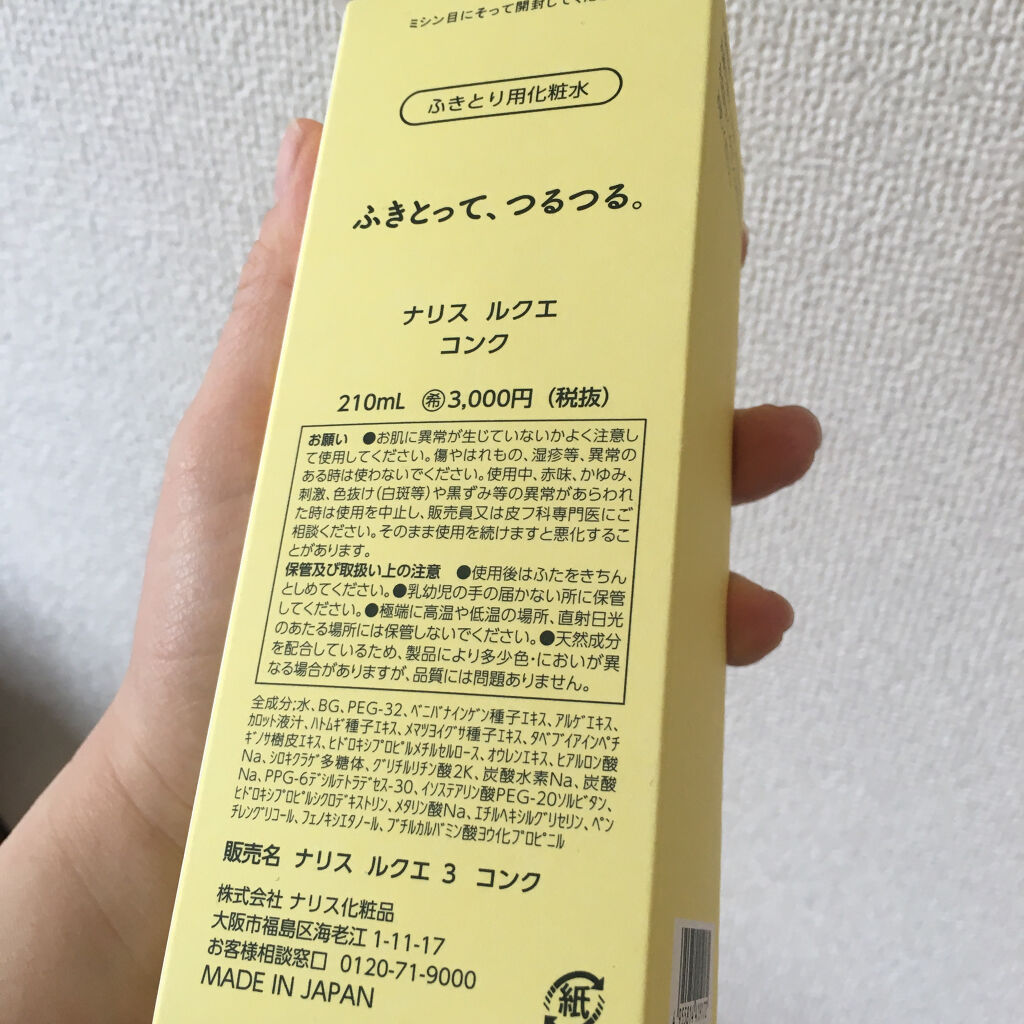 ミシン目にそって開封してくだ
ふきとり用化粧水
ふきとって、つるつる。
ナリス ルクエ
コンク
210mL ㊲3,000円（税抜）
お願い ●お肌に異常が生じていないかよく注意し
て使用してください。傷やはれもの、湿疹等、異常の
ある時は使わないでください。使用中、赤味、かゆみ、
刺激、色抜け(白斑等)や黒ずみ等の異常があらわれ
た時は使用を中止し、販売員又は皮フ科専門医にご
相談ください。そのまま使用を続けますと悪化するこ
とがあります。
保管及び取扱い上の注意 ●使用後はふたをきちん
としめてください。●乳幼児の手の届かない所に保管
してください。●極端に高温や低温の場所、直射日光
のあたる場所には保管しないでください。●天然成分
を配合しているため、製品により多少色・においが異
なる場合がありますが、品質には問題ありません。
全成分;水、BG、PEG-32、ベニバナインゲン種子エキス、アルゲエキス、
カロット液汁、ハトムギ種子エキス、メマツヨイグサ種子エキス、タベブイアインペチ
ギノサ樹皮エキス、ヒドロキシプロピルメチルセルロース、オウレンエキス、ヒアルロン酸
Na、シロキクラゲ多糖体、グリチルリチン酸2K、炭酸水素Na、炭酸
Na、PPG-6デシルテトラデセス-30、イソステアリン酸PEG-20ソルビタン、
ヒドロキシプロピルシクロデキストリン、メタリン酸Na、エチルヘキシルグリセリン、ペン
チレングリコール、フェノキシエタノール、ブチルカルバミン酸ヨウ化プロピニル
販売名 ナリス ルクエ 3 コンク
株式会社 ナリス化粧品
大阪市福島区海老江 1-11-17
お客様相談窓口 0120-71-9000
MADE IN JAPAN
紙